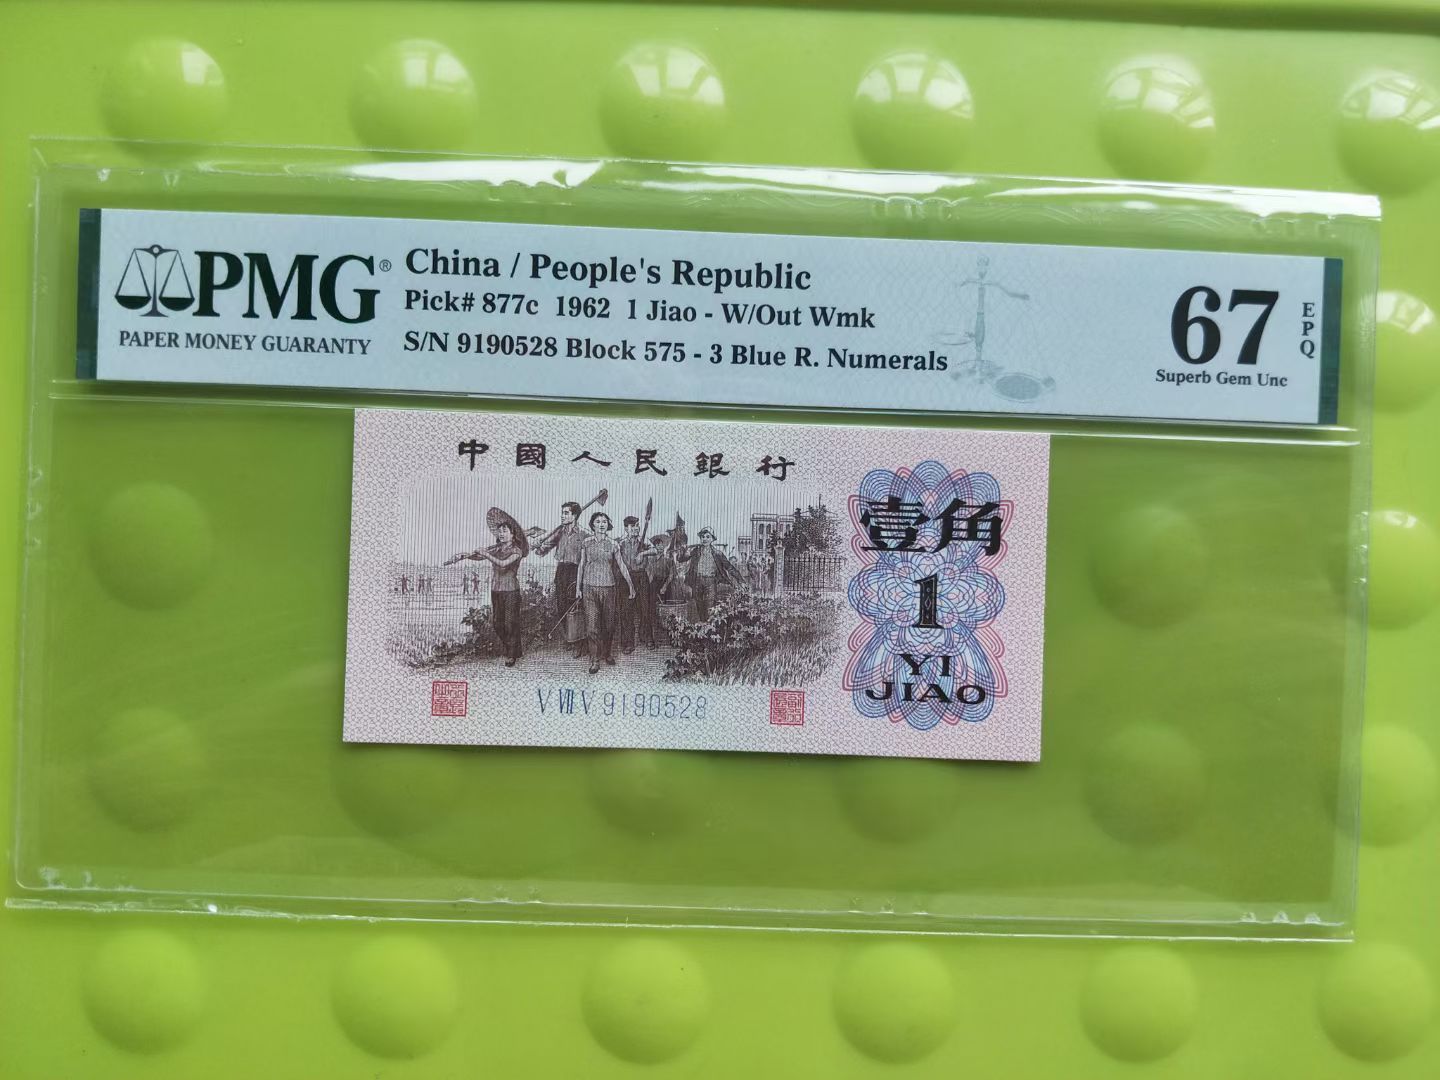 PMG®
PAPER MONEY GUARANTY
China / People's Republic
Pick# 877c 1962 1 Jiao - W/Out Wmk
S/N 9190528 Block 575 - 3 Blue R. Numerals
67
EPQ
Superb Gem Unc
中國人民銀行
壹角
1
YI
JIAO
V VII V 9190528